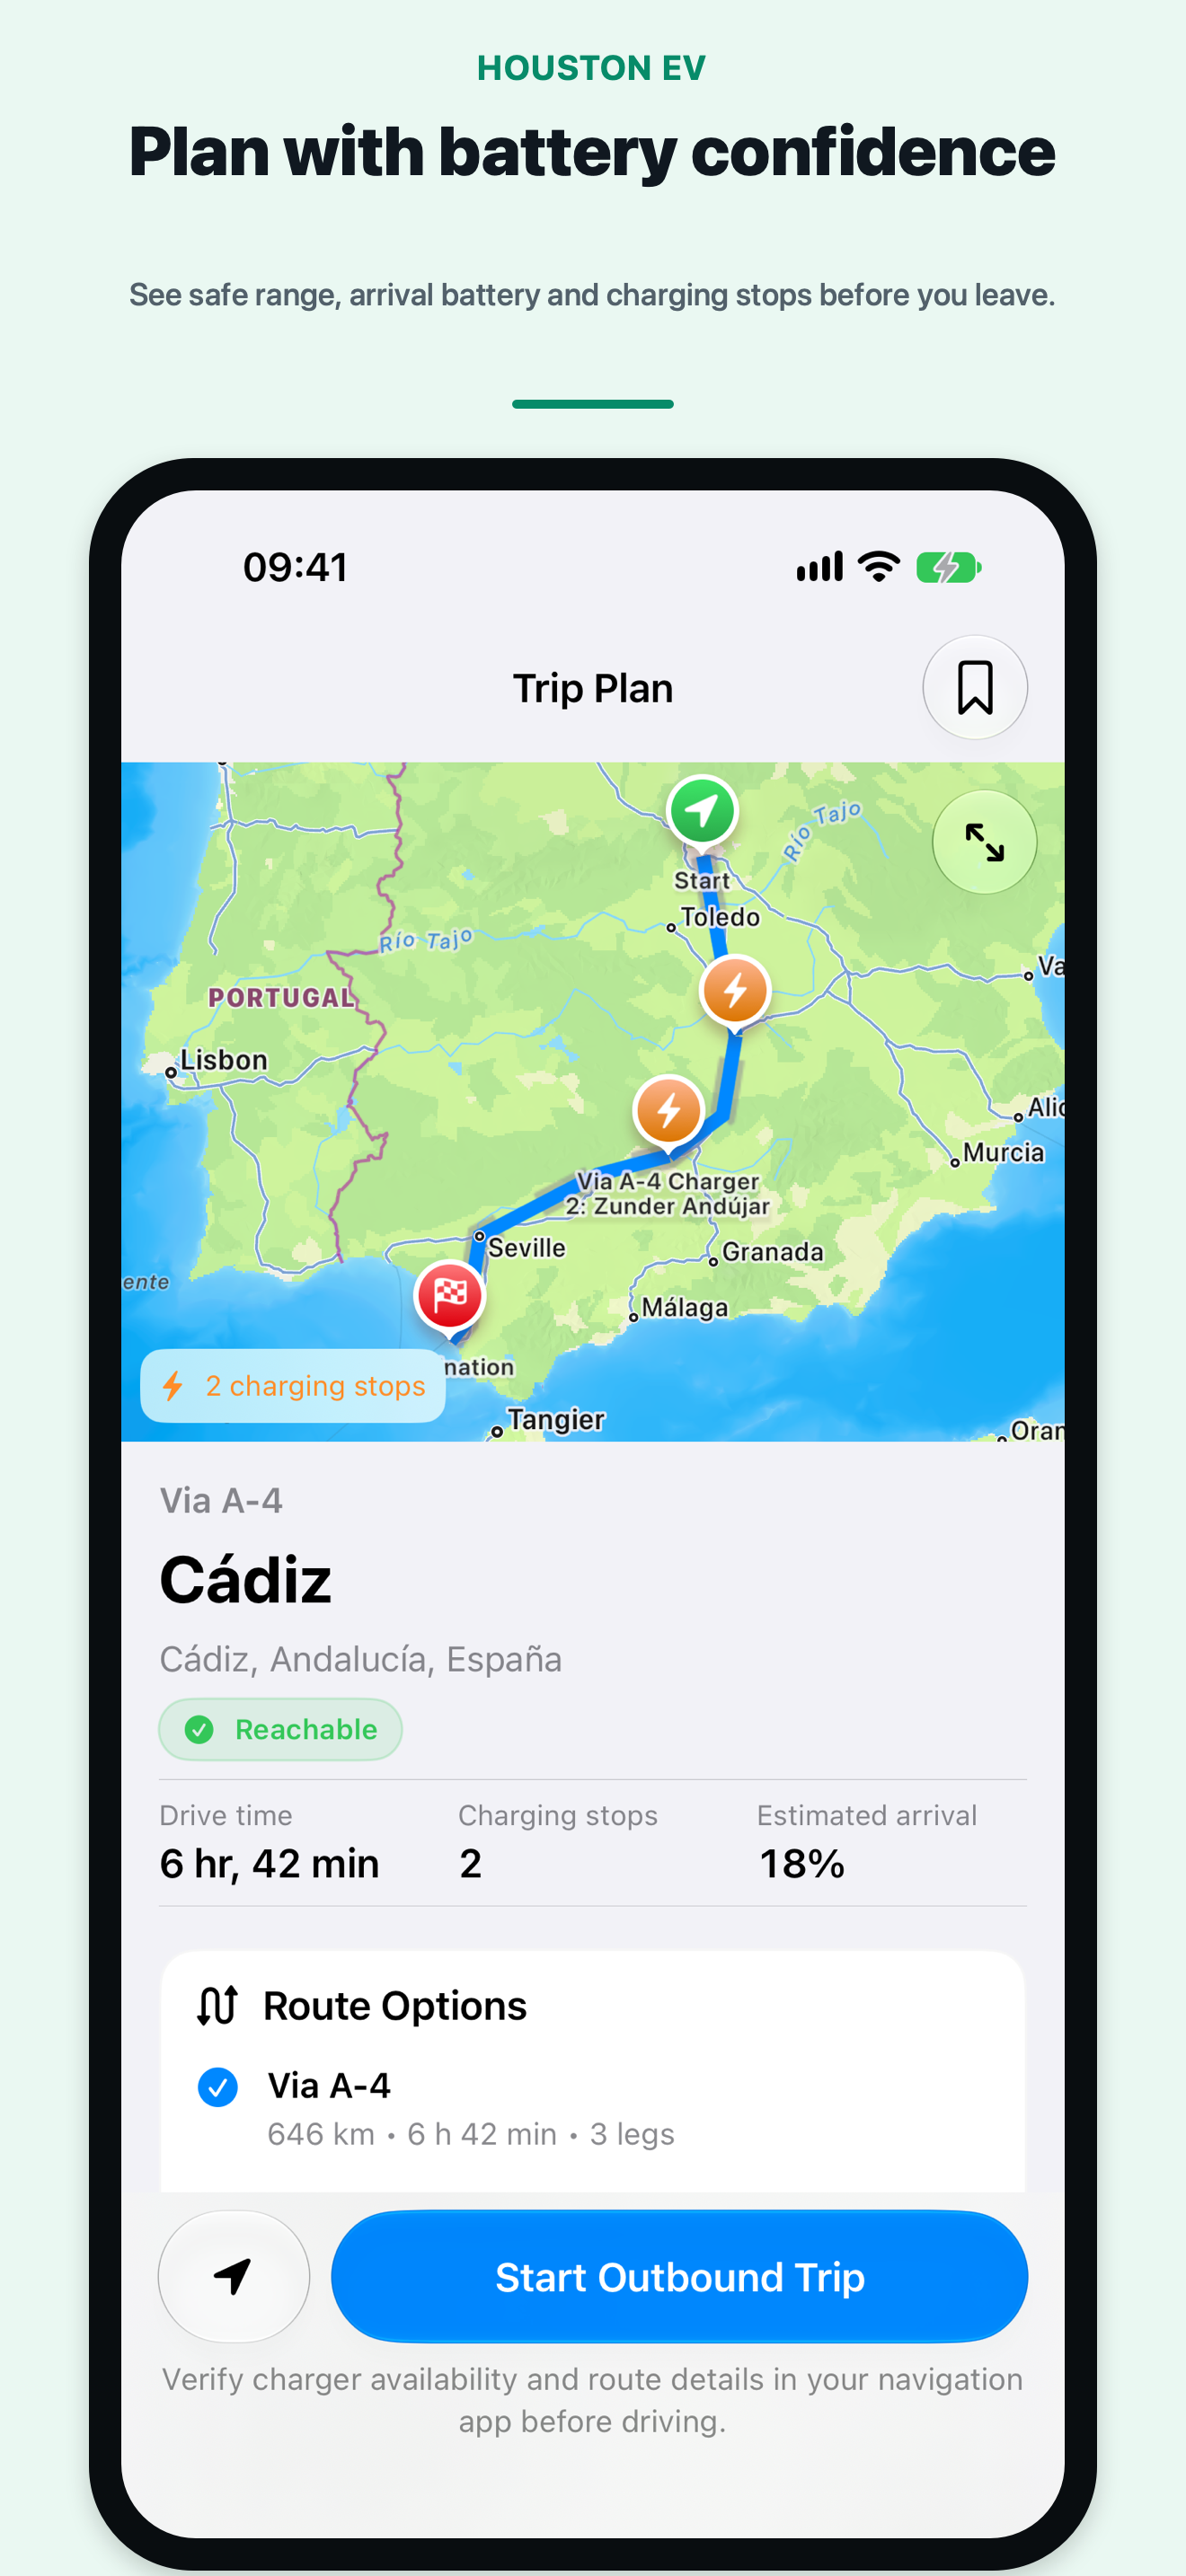 HOUSTON EV
Plan with battery confidence
See safe range, arrival battery and charging stops before you leave.
09:41
Trip Plan
Start
Río Tajo
Toledo
Río Tajo
Va
PORTUGAL
Lisbon
Alic
Murcia
Via A-4 Charger
2: Zunder Andújar
Seville
Granada
ente
Málaga
nation
2 charging stops
Tangier
Oran
Via A-4
Cádiz
Cádiz, Andalucía, España
Reachable
Drive time
Charging stops
Estimated arrival
6 hr, 42 min
2
18%
Route Options
Via A-4
646 km • 6 h 42 min • 3 legs
Start Outbound Trip
Verify charger availability and route details in your navigation
app before driving.